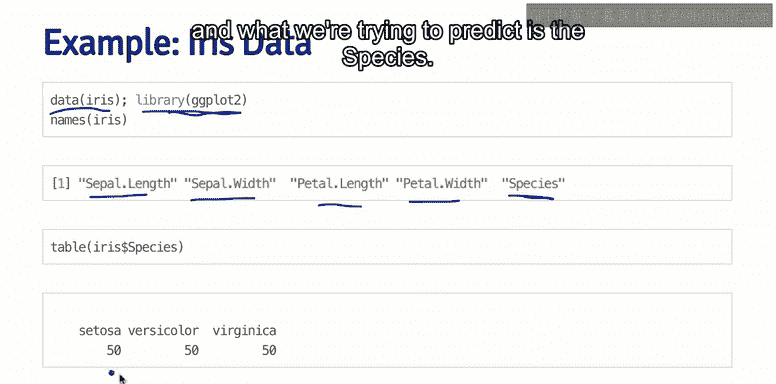 and what we're trying to predict is the
Species.
Example: Iris Data
data(iris); library(ggplot2)
names(iris)
[1] "Sepal.Length" "Sepal.Width" "Petal.Length" "Petal.Width" "Species"
table(iris$Species)
setosa versicolor virginica
50 50 50